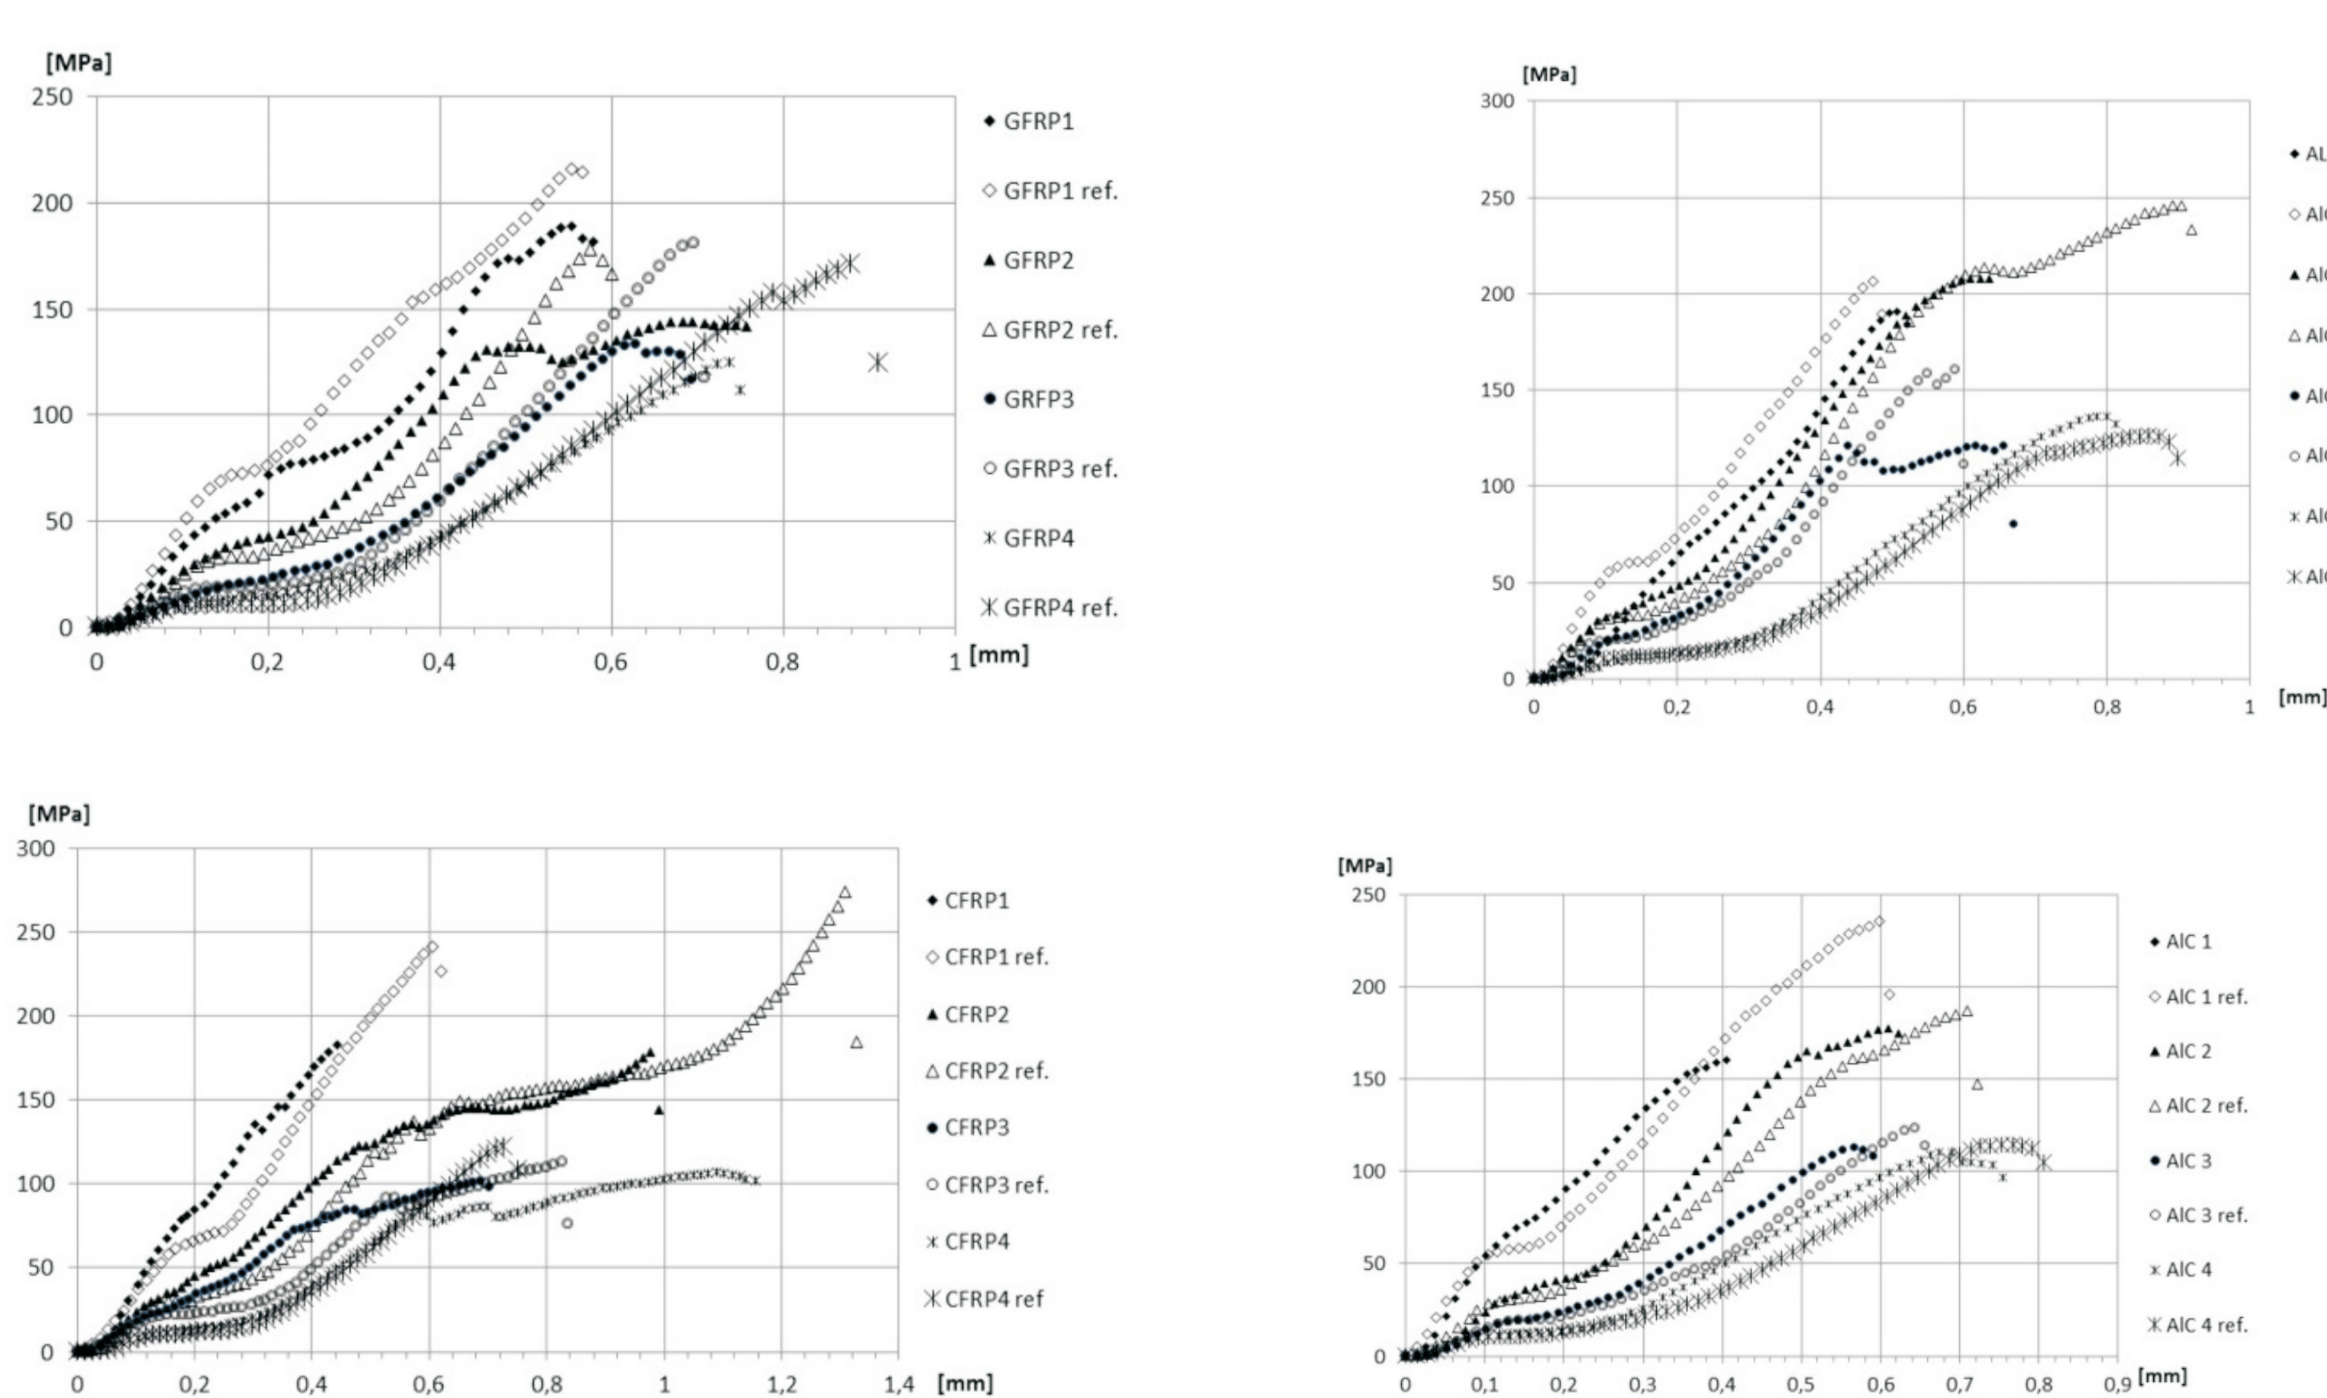 [MPa]
250
200
150
100
50
0
0 0,2 0,4 0,6 0,8 1 [mm]
GFRP1
GFRP1 ref.
GFRP2
GFRP2 ref.
GRFP3
GFRP3 ref.
GFRP4
GFRP4 ref.
[MPa]
300
250
200
150
100
50
0
0 0,2 0,4 0,6 0,8 1 [mm]
[MPa]
300
250
200
150
100
50
0
0 0,2 0,4 0,6 0,8 1 1,2 1,4 [mm]
CFRP1
CFRP1 ref.
CFRP2
CFRP2 ref.
CFRP3
CFRP3 ref.
CFRP4
CFRP4 ref
[MPa]
250
200
150
100
50
0
0 0,1 0,2 0,3 0,4 0,5 0,6 0,7 0,8 0,9 [mm]
AlC 1
AlC 1 ref.
AlC 2
AlC 2 ref.
AlC 3
AlC 3 ref.
AlC 4
AlC 4 ref.